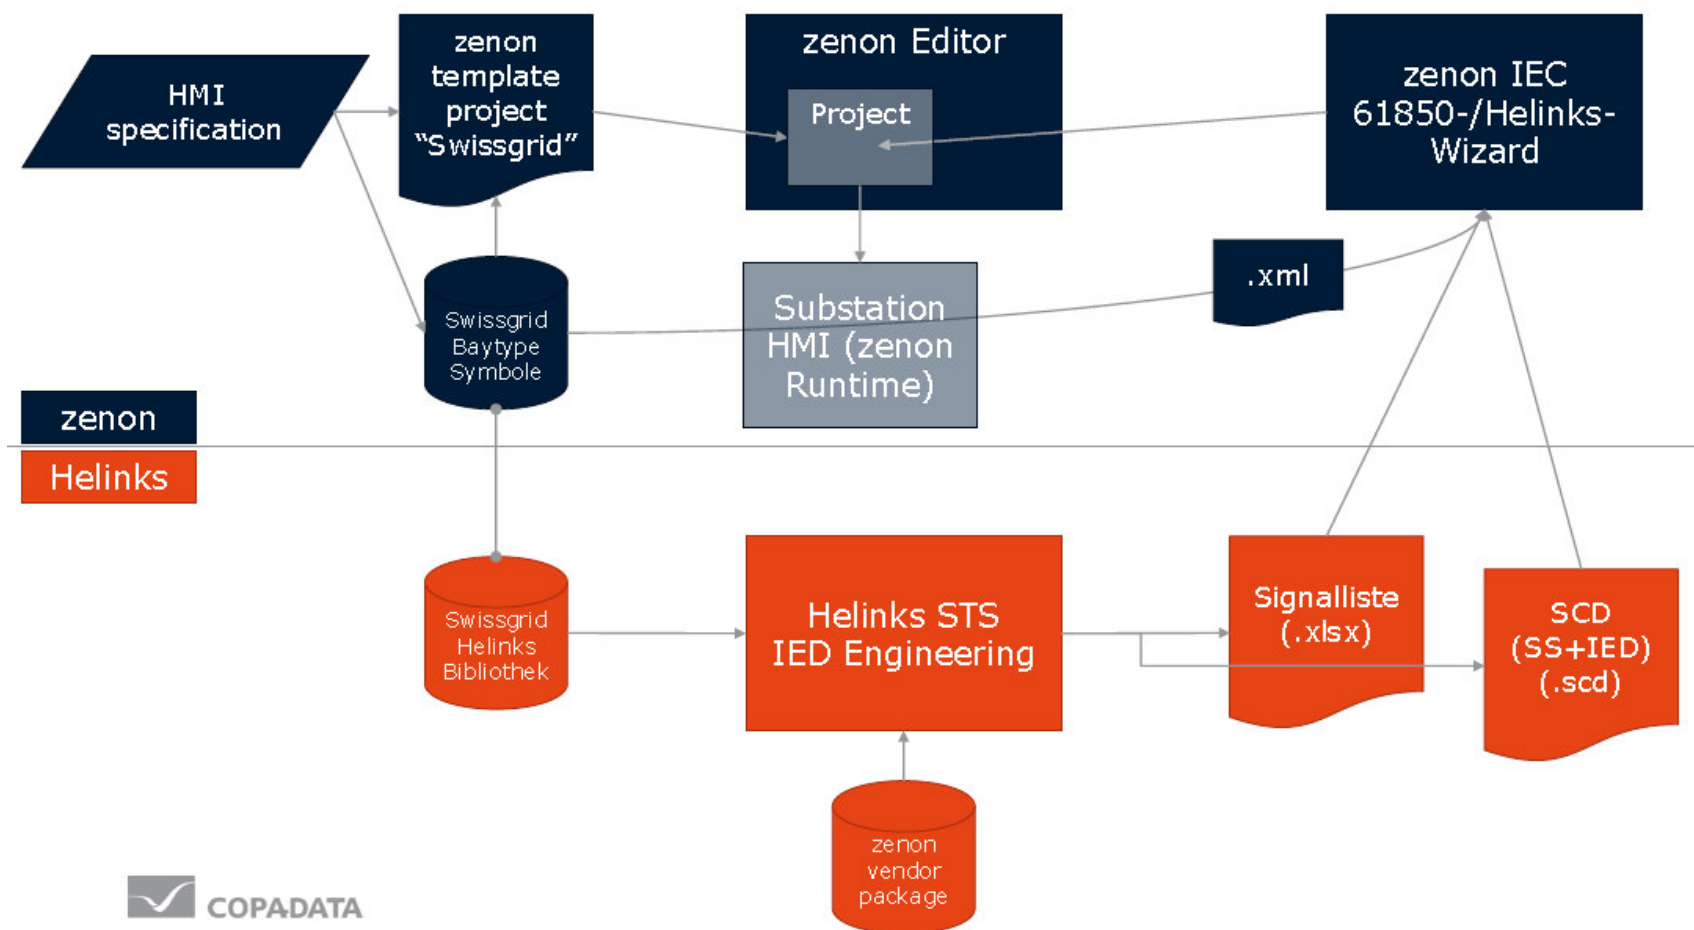 HMI
specification
zenon
template
project
“Swissgrid”
zenon Editor
Project
zenon IEC
61850-/Helinks-
Wizard
Swissgrid
Baytype
Symbole
Substation
HMI (zenon
Runtime)
.xml
zenon
Helinks
Swissgrid
Helinks
Bibliothek
Helinks STS
IED Engineering
Signalliste
(.xlsx)
SCD
(SS+IED)
(.scd)
zenon
vendor
package
COPADATA